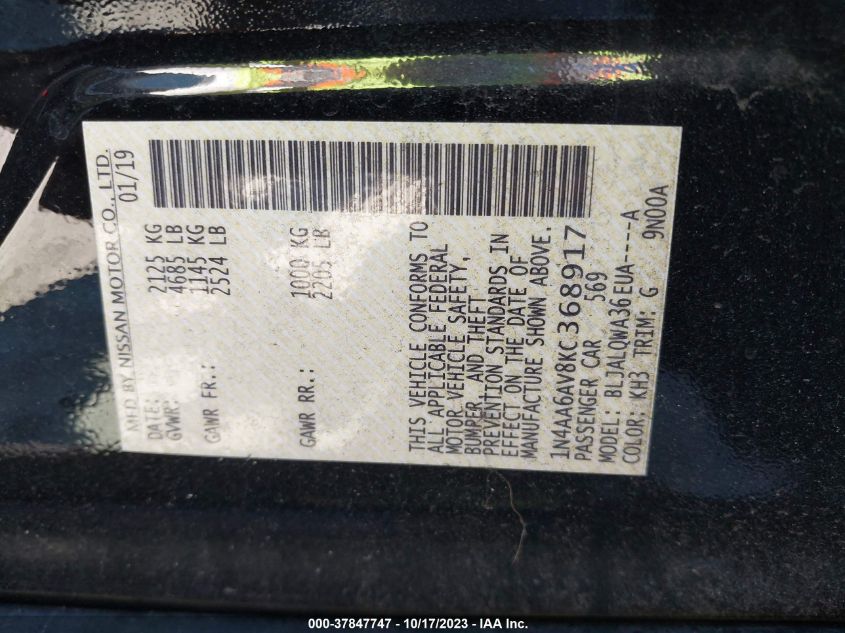 MFD BY NISSAN MOTOR CO., LTD.
DATE: 01/19
GVWR: 2125 KG
4685 LB
GAWR FR.: 1145 KG
2524 LB
GAWR RR.: 1000 KG
2205 LB
THIS VEHICLE CONFORMS TO
ALL APPLICABLE FEDERAL
MOTOR VEHICLE SAFETY,
BUMPER, AND THEFT
PREVENTION STANDARDS IN
EFFECT ON THE DATE OF
MANUFACTURE SHOWN ABOVE.
1N4AA6AV8KC368917
PASSENGER CAR 569
MODEL: BLJALQWA36EUA----A
COLOR: KH3 TRIM: G 9N00A
000-37847747 - 10/17/2023 - IAA Inc.